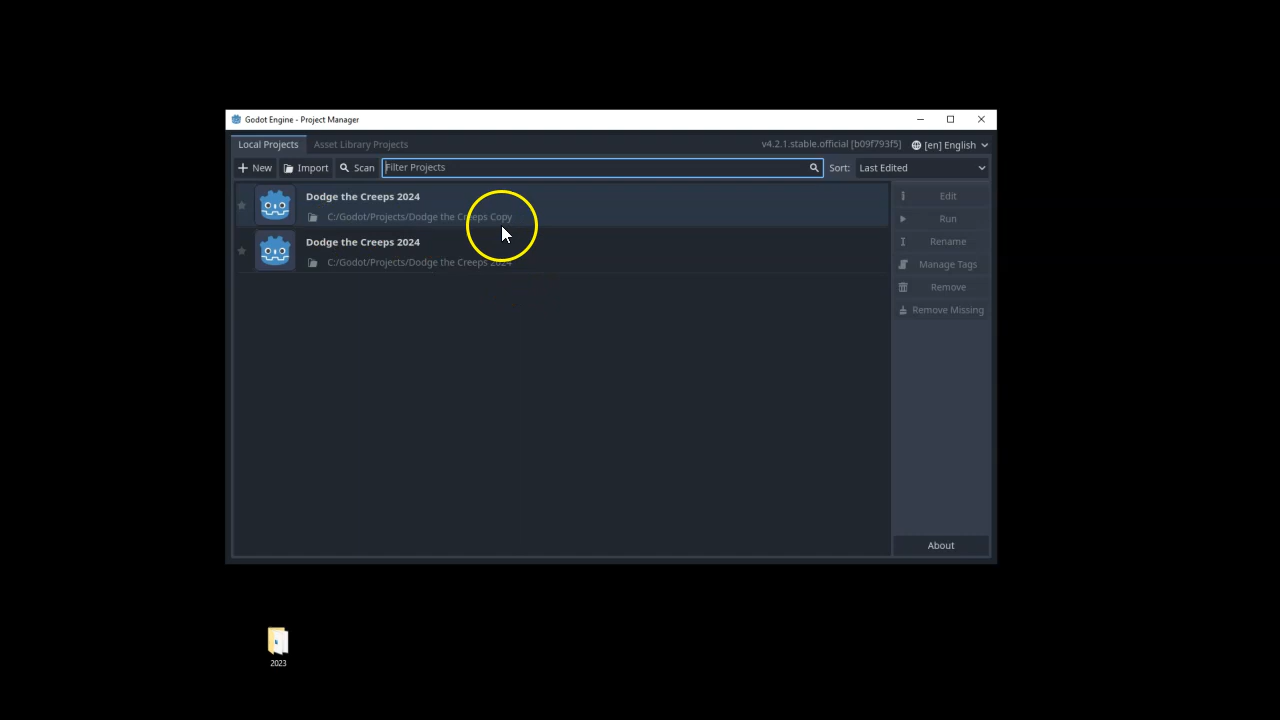 Godot Engine - Project Manager
Local Projects Asset Library Projects v4.2.1.stable.official [b09f793f5] [en] English
New Import Scan Filter Projects Sort: Last Edited
Dodge the Creeps 2024
C:/Godot/Projects/Dodge the Creeps Copy
Dodge the Creeps 2024
C:/Godot/Projects/Dodge the Creeps 2024
Edit
Run
Rename
Manage Tags
Remove
Remove Missing
About
2023